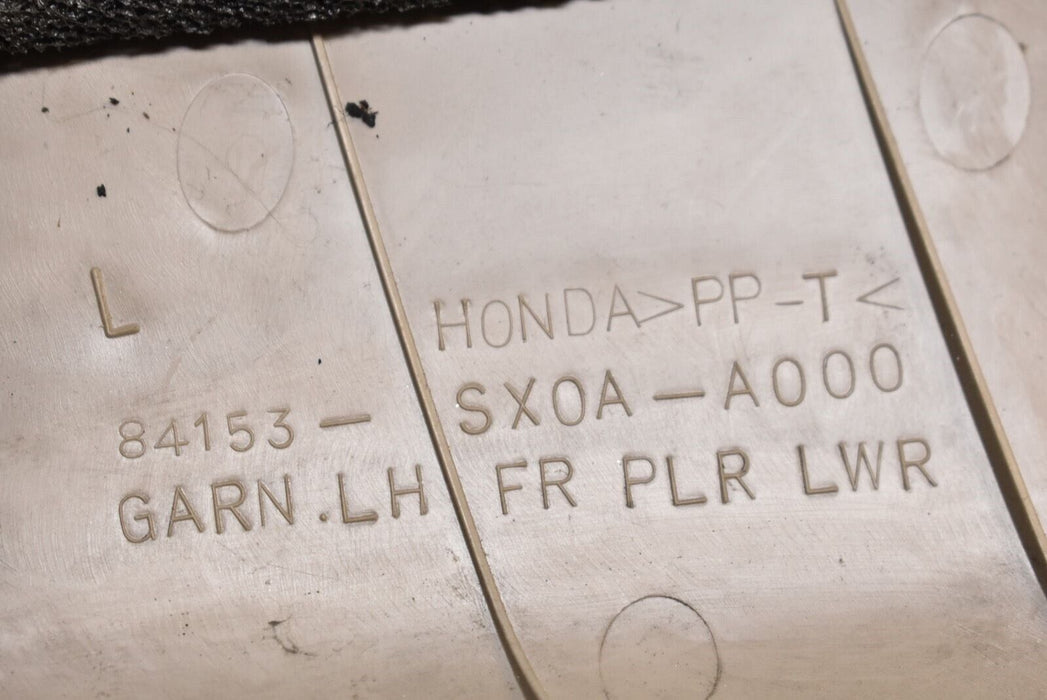 L
HONDA>PP-T<
84153-SX0A-A000
GARN.LH FR PLR LWR